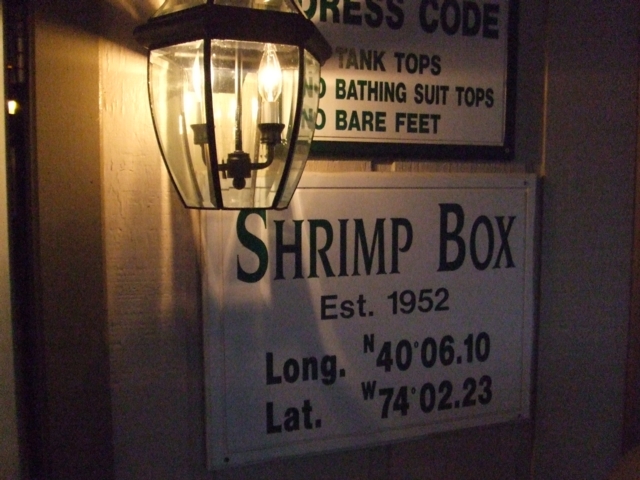 DRESS CODE
TANK TOPS
NO BATHING SUIT TOPS
NO BARE FEET
SHRIMP BOX
Est. 1952
Long. N40°06.10
Lat. W74°02.23